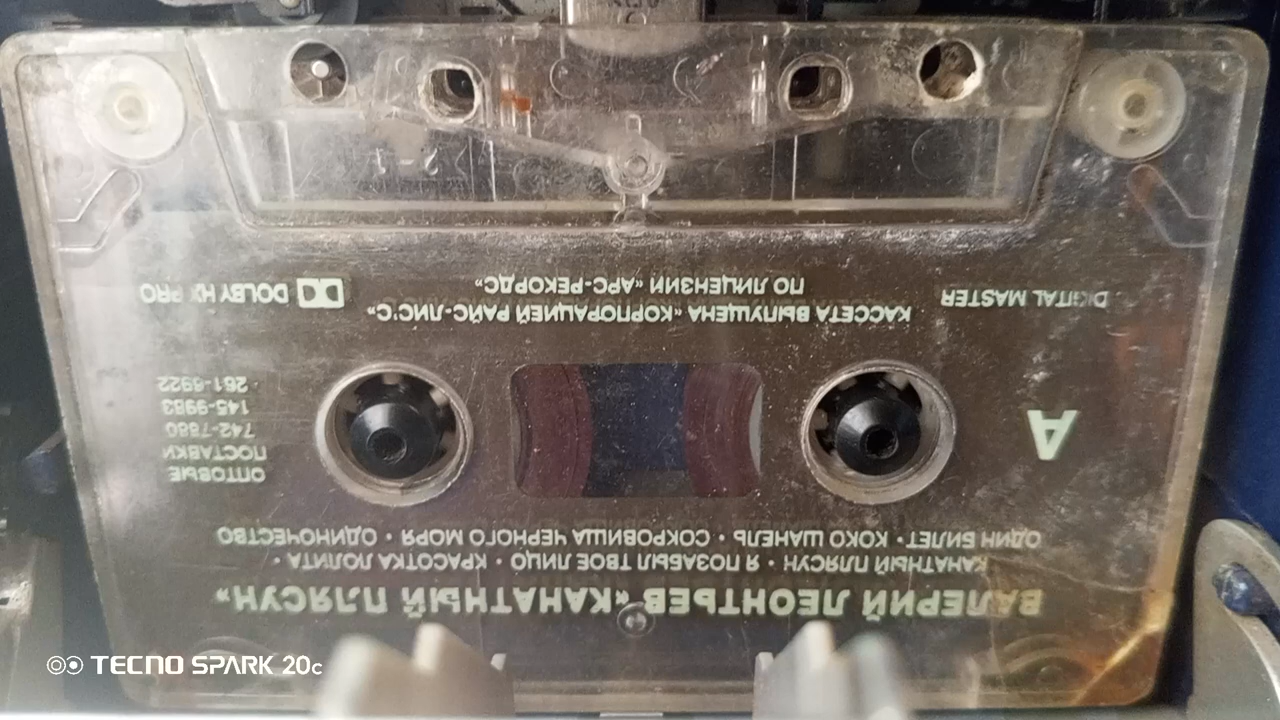 ВАЛЕРИЙ ЛЕОНТЬЕВ «КАНАТНЫЙ ПЛЯСУН»
КАНАТНЫЙ ПЛЯСУН • Я ПОЗАБЫЛ ТВОЕ ЛИЦО • КРАСОТКА ЛОЛИТА •
ОДИН БИЛЕТ • КОКО ШАНЕЛЬ • СОКРОВИЩА ЧЕРНОГО МОРЯ • ОДИНОЧЕСТВО
A
ОПТОВЫЕ
ПОСТАВКИ
742-7880
145-9983
261-8922
КАССЕТА ВЫПУЩЕНА «КОРПОРАЦИЕЙ РАЙС-ЛИС'С»
ПО ЛИЦЕНЗИИ «АРС-РЕКОРДС»
DIGITAL MASTER
DOLBY HX PRO
TECNO SPARK 20C